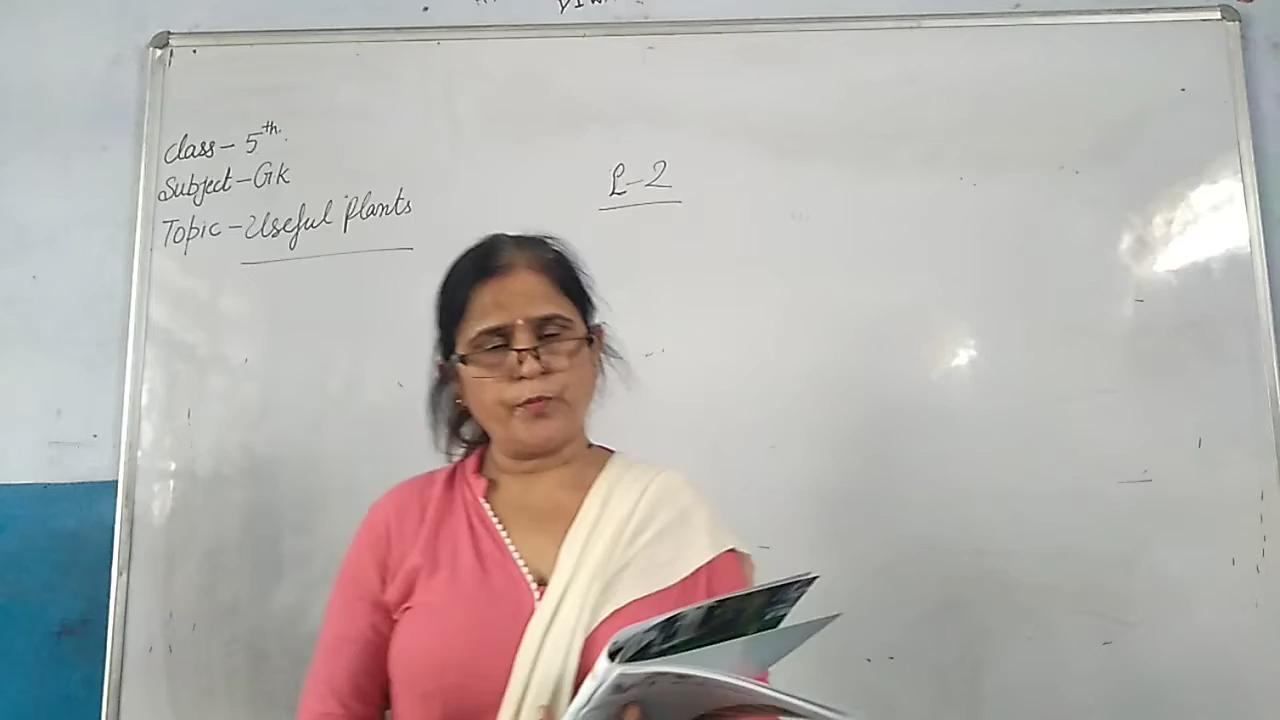 Class - 5th.
Subject - GK
Topic - Useful Plants
L-2